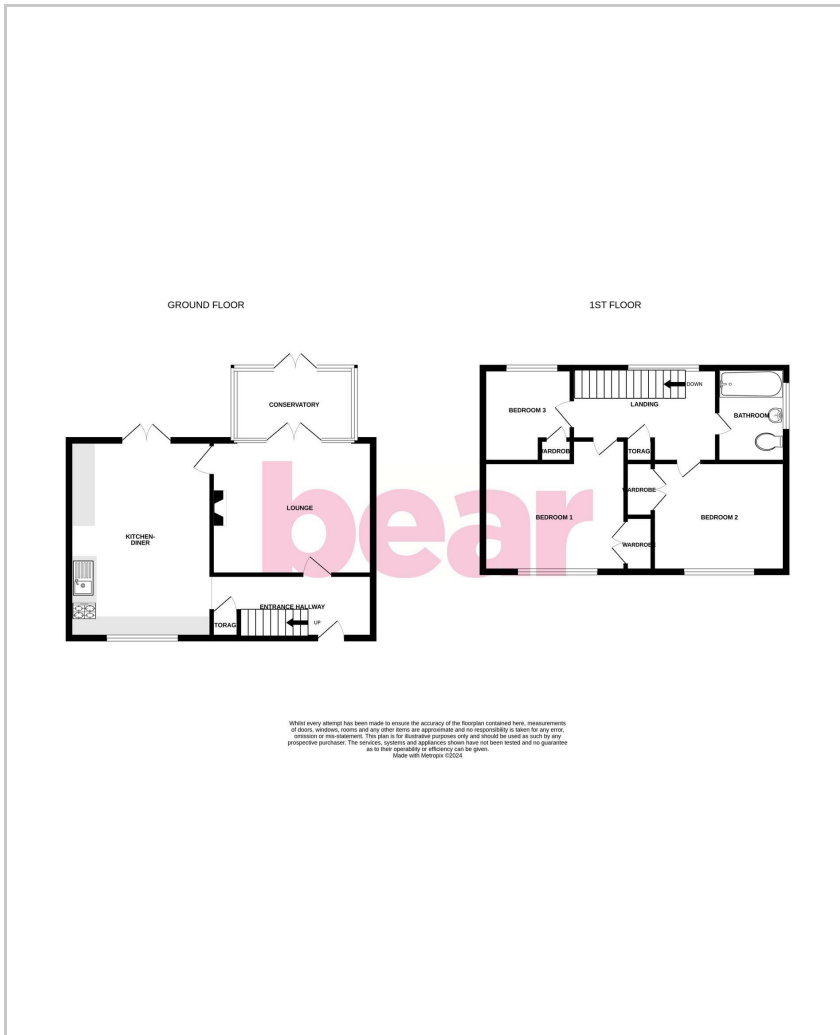 GROUND FLOOR
1ST FLOOR
CONSERVATORY
KITCHEN-
DINER
LOUNGE
ENTRANCE HALLWAY
TORAG
UP
DOWN
LANDING
BEDROOM 3
BATHROOM
WARDROBE
TORAG
WARDROBE
BEDROOM 1
BEDROOM 2
WARDROBE
bear
Whilst every attempt has been made to ensure the accuracy of the floorplan contained here, measurements
of doors, windows, rooms and any other items are approximate and no responsibility is taken for any error,
omission or mis-statement. This plan is for illustrative purposes only and should be used as such by any
prospective purchaser. The services, systems and appliances shown have not been tested and no guarantee
as to their operability or efficiency can be given.
Made with Metropix ©2024